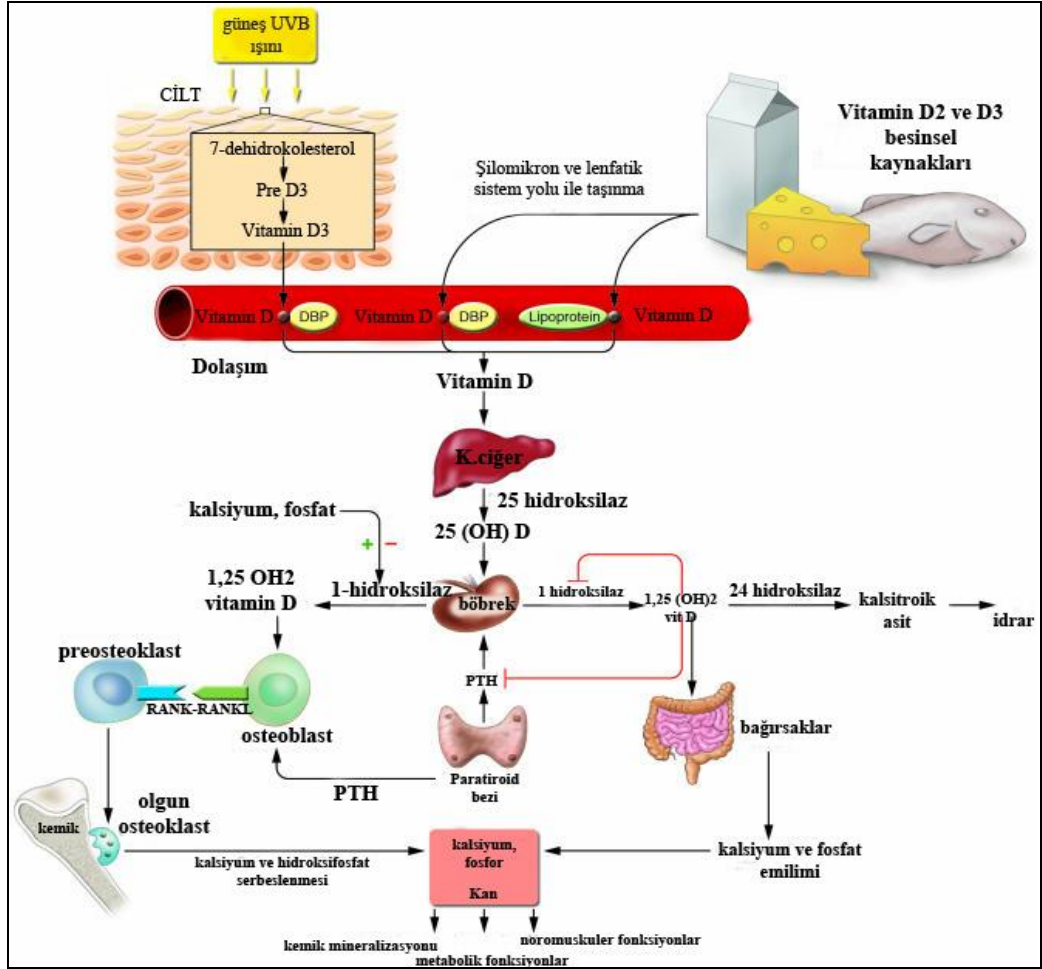 güneş UVB
ışını
CİLT
7-dehidrokolesterol
Pre D3
Vitamin D3
Şilomikron ve lenfatik
sistem yolu ile taşınma
Vitamin D2 ve D3
besinsel
kaynakları
Vitamin D DBP Vitamin D DBP Lipoprotein Vitamin D
Dolaşım
Vitamin D
K.ciğer
25 hidroksilaz
25 (OH) D
kalsiyum, fosfat
+ −
1,25 OH2
vitamin D
1-hidroksilaz
böbrek
1 hidroksilaz
1,25 (OH)2
vit D
24 hidroksilaz
kalsitroik
asit
idrar
preosteoklast
RANK-RANKL
osteoblast
PTH
Paratiroid
bezi
PTH
bağırsaklar
kemik
olgun
osteoklast
kalsiyum ve hidroksifosfat
serbeslenmesi
kalsiyum,
fosfor
Kan
kalsiyum ve fosfat
emilimi
kemik mineralizasyonu
metabolik fonksiyonlar
noromuskuler fonksiyonlar